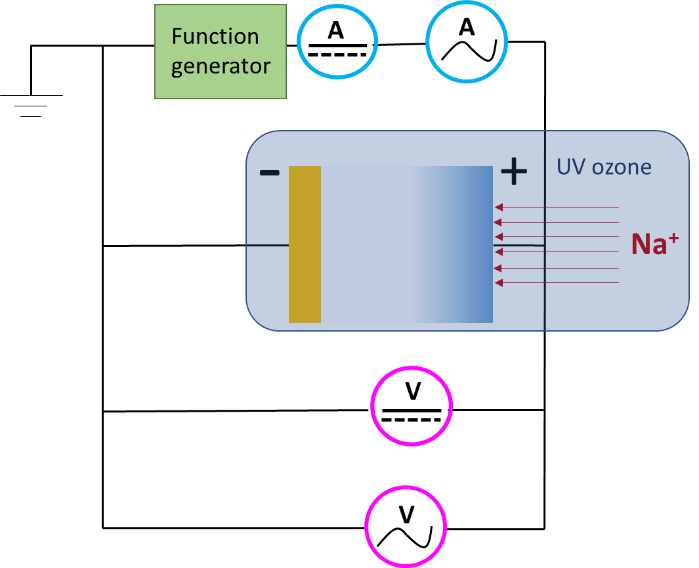 Function
generator
A
A
-
+
UV ozone
Na⁺
V
V